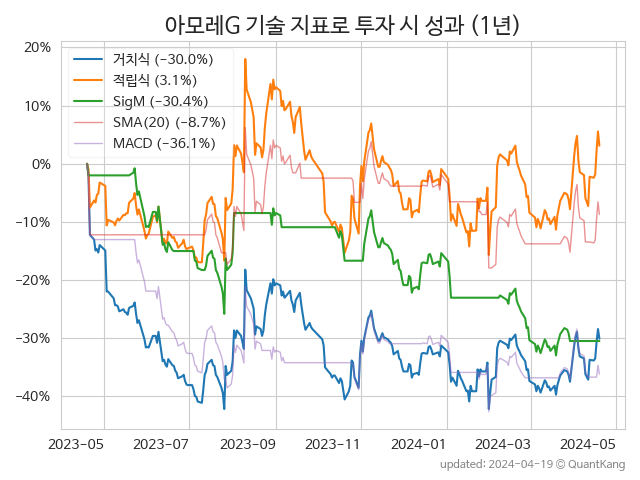 아모레G 기술 지표로 투자 시 성과 (1년)
20%
10%
0%
−10%
−20%
−30%
−40%
거치식 (−30.0%)
적립식 (3.1%)
SigM (−30.4%)
SMA(20) (−8.7%)
MACD (−36.1%)
2023-05 2023-07 2023-09 2023-11 2024-01 2024-03 2024-05
updated: 2024-04-19 © QuantKang